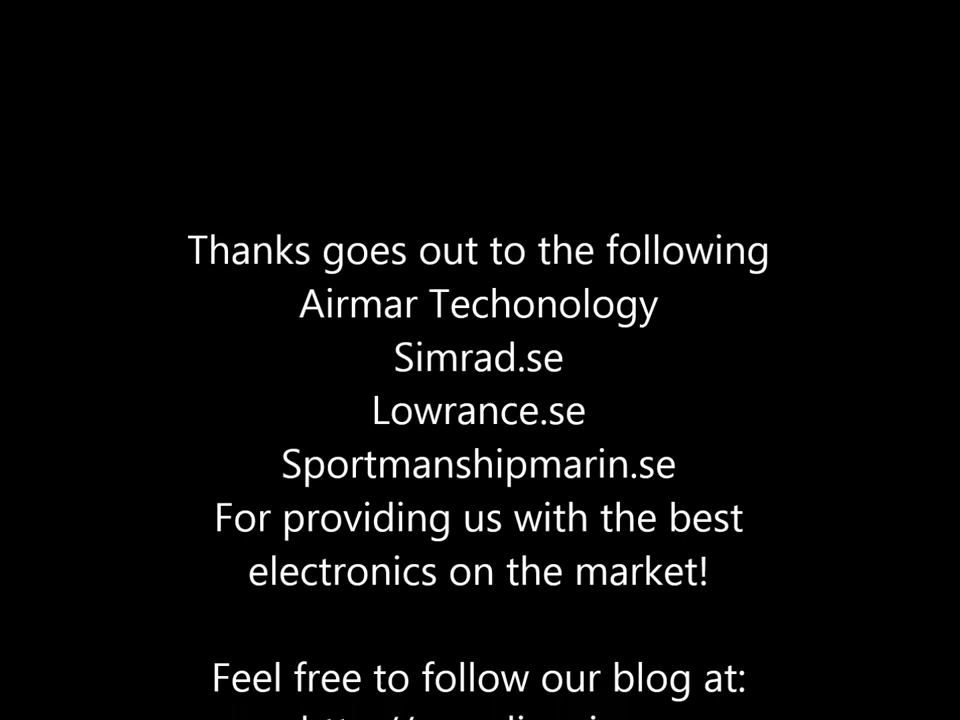 Thanks goes out to the following
Airmar Techonology
Simrad.se
Lowrance.se
Sportmanshipmarin.se
For providing us with the best
electronics on the market!
Feel free to follow our blog at: